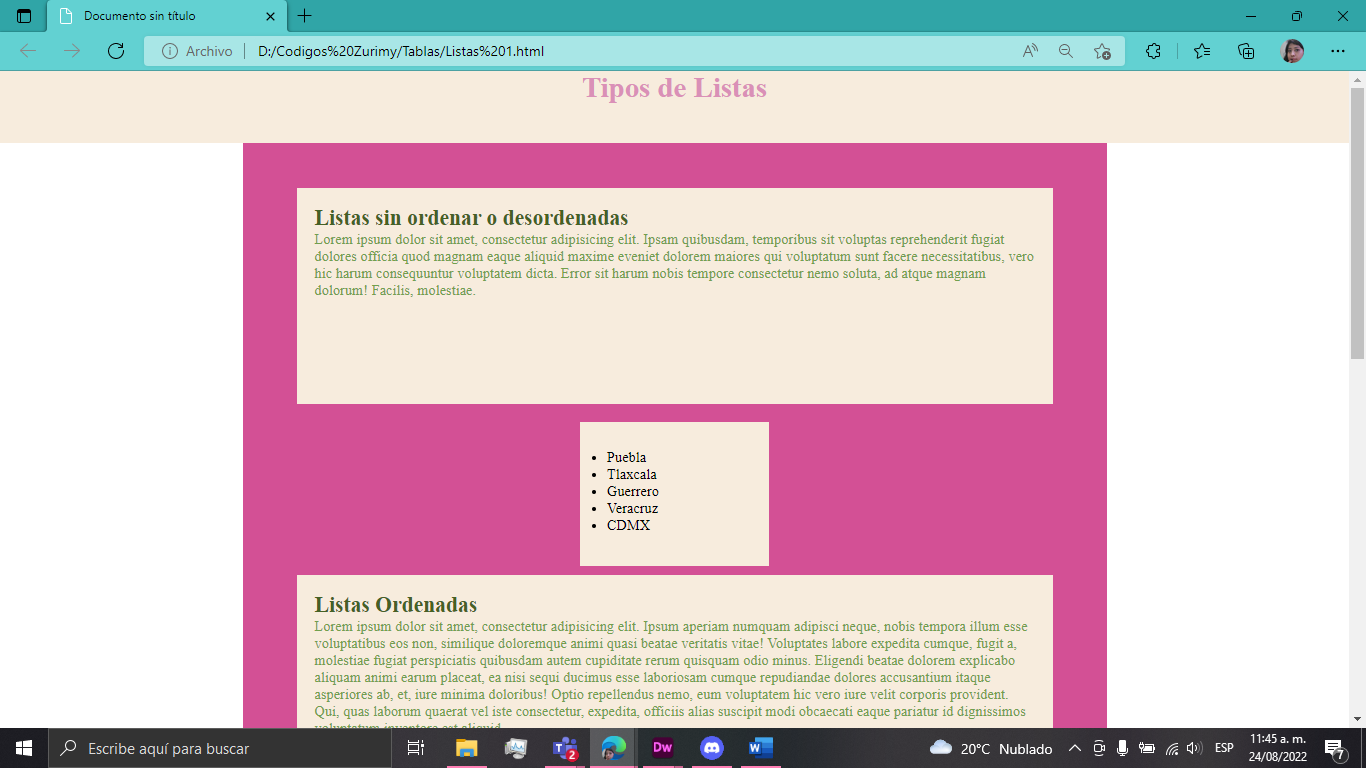 Documento sin título
Archivo
D:/Codigos%20Zurimy/Tablas/Listas%201.html
Tipos de Listas
Listas sin ordenar o desordenadas
Lorem ipsum dolor sit amet, consectetur adipisicing elit. Ipsam quibusdam, temporibus sit voluptas reprehenderit fugiat
dolores officia quod magnam eaque aliquid maxime eveniet dolorem maiores qui voluptatum sunt facere necessitatibus, vero
hic harum consequuntur voluptatem dicta. Error sit harum nobis tempore consectetur nemo soluta, ad atque magnam
dolorum! Facilis, molestiae.
• Puebla
• Tlaxcala
• Guerrero
• Veracruz
• CDMX
Listas Ordenadas
Lorem ipsum dolor sit amet, consectetur adipisicing elit. Ipsum aperiam numquam adipisci neque, nobis tempora illum esse
voluptatibus eos non, similique doloremque animi quasi beatae veritatis vitae! Voluptates labore expedita cumque, fugit a,
molestiae fugiat perspiciatis quibusdam autem cupiditate rerum quisquam odio minus. Eligendi beatae dolorem explicabo
aliquam animi earum placeat, ea nisi sequi ducimus esse laboriosam cumque repudiandae dolores accusantium itaque
asperiores ab, et, iure minima doloribus! Optio repellendus nemo, eum voluptatem hic vero iure velit corporis provident.
Qui, quas laborum quaerat vel iste consectetur, expedita, officiis alias suscipit modi obcaecati eaque pariatur id dignissimos
voluptatum inventore est aliquid.
Escribe aquí para buscar
2
Dw
W
20°C Nublado
ESP
11:45 a. m.
24/08/2022
7